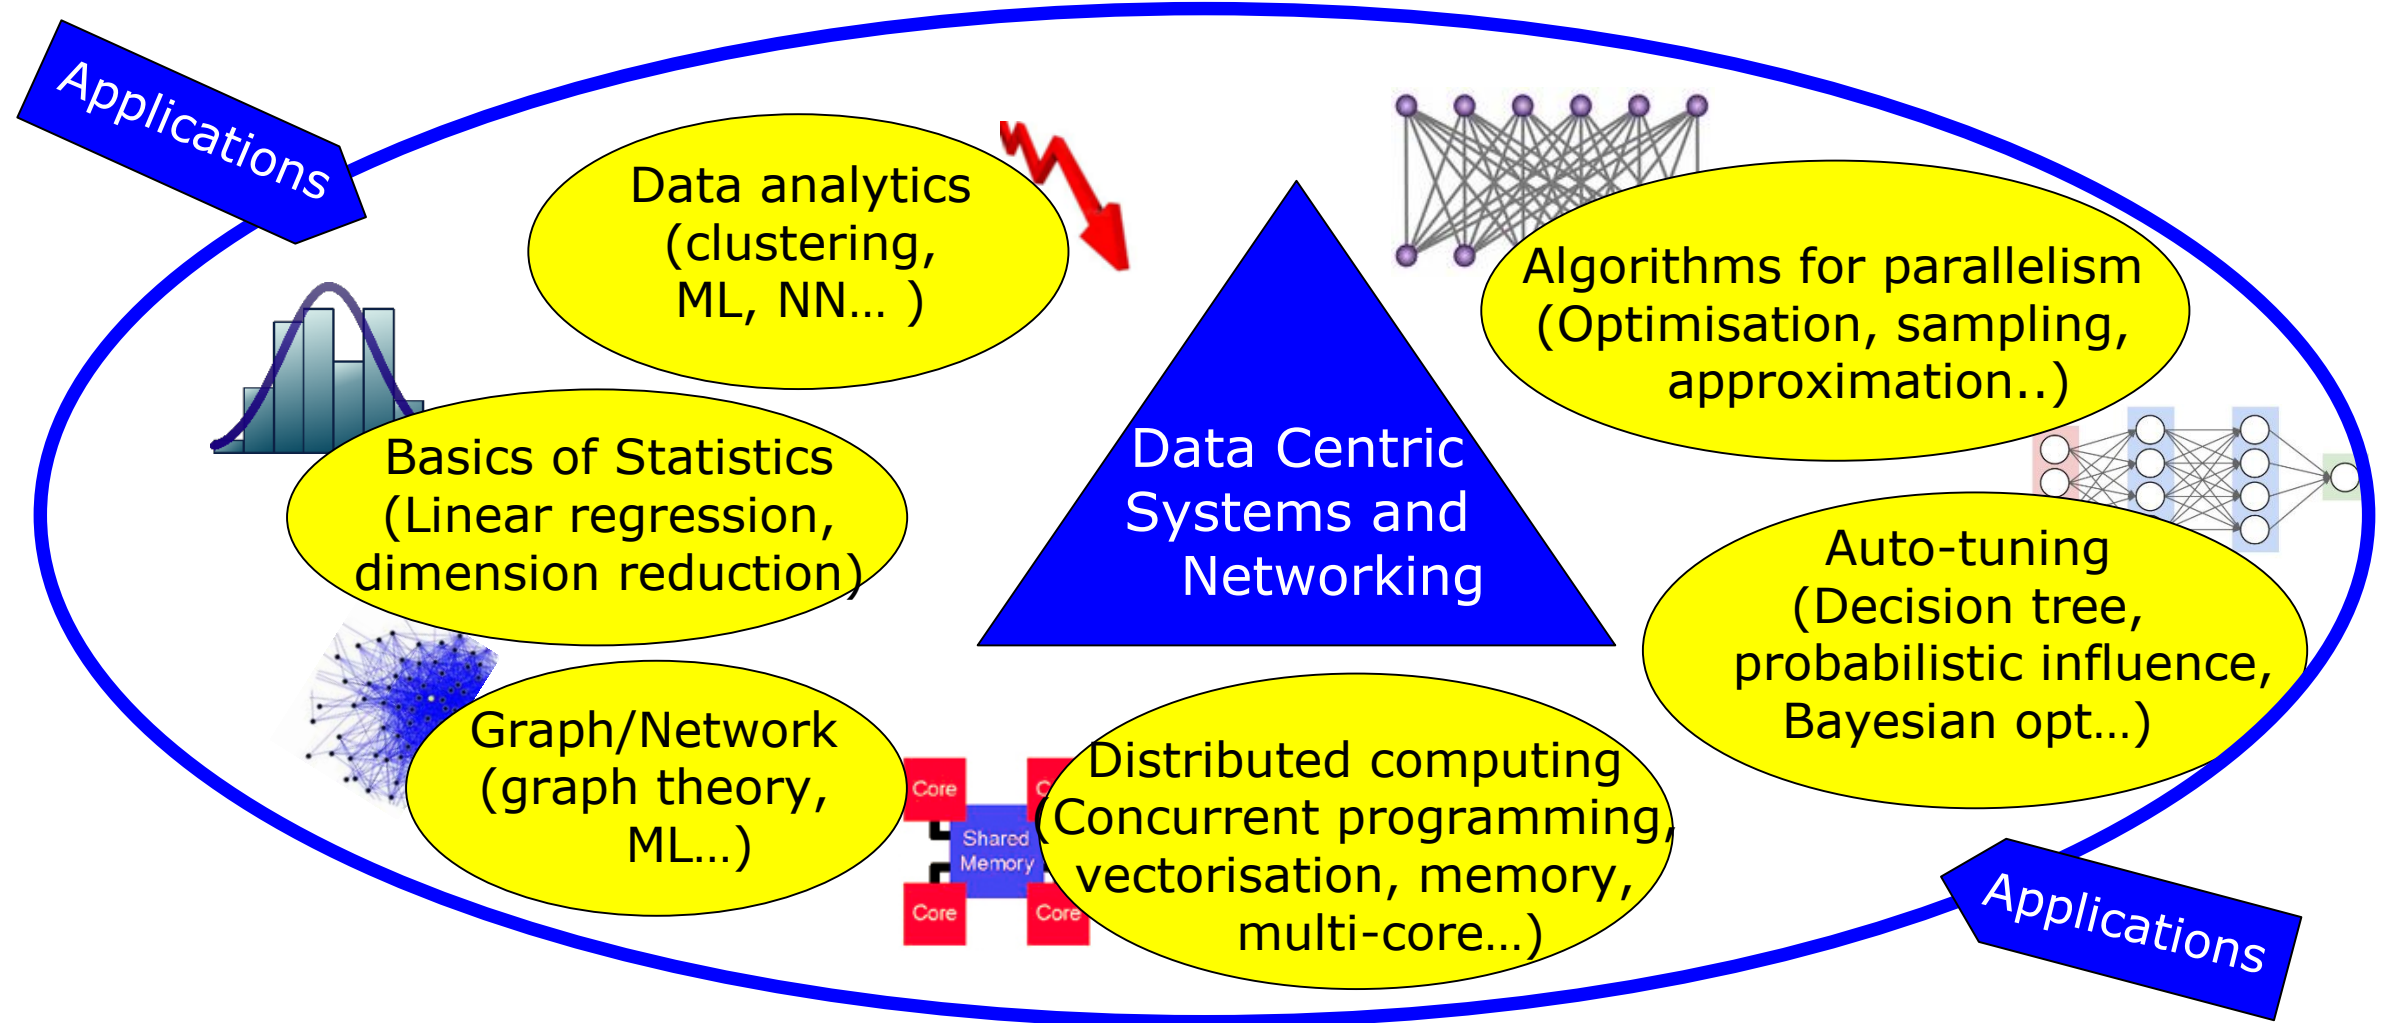 Applications
Data analytics
(clustering,
ML, NN... )
Algorithms for parallelism
(Optimisation, sampling,
approximation..)
Basics of Statistics
(Linear regression,
dimension reduction)
Data Centric
Systems and
Networking
Auto-tuning
(Decision tree,
probabilistic influence,
Bayesian opt...)
Graph/Network
(graph theory,
ML...)
Core
Shared
Memory
Core
Core
Distributed computing
(Concurrent programming,
vectorisation, memory,
multi-core...)
Applications